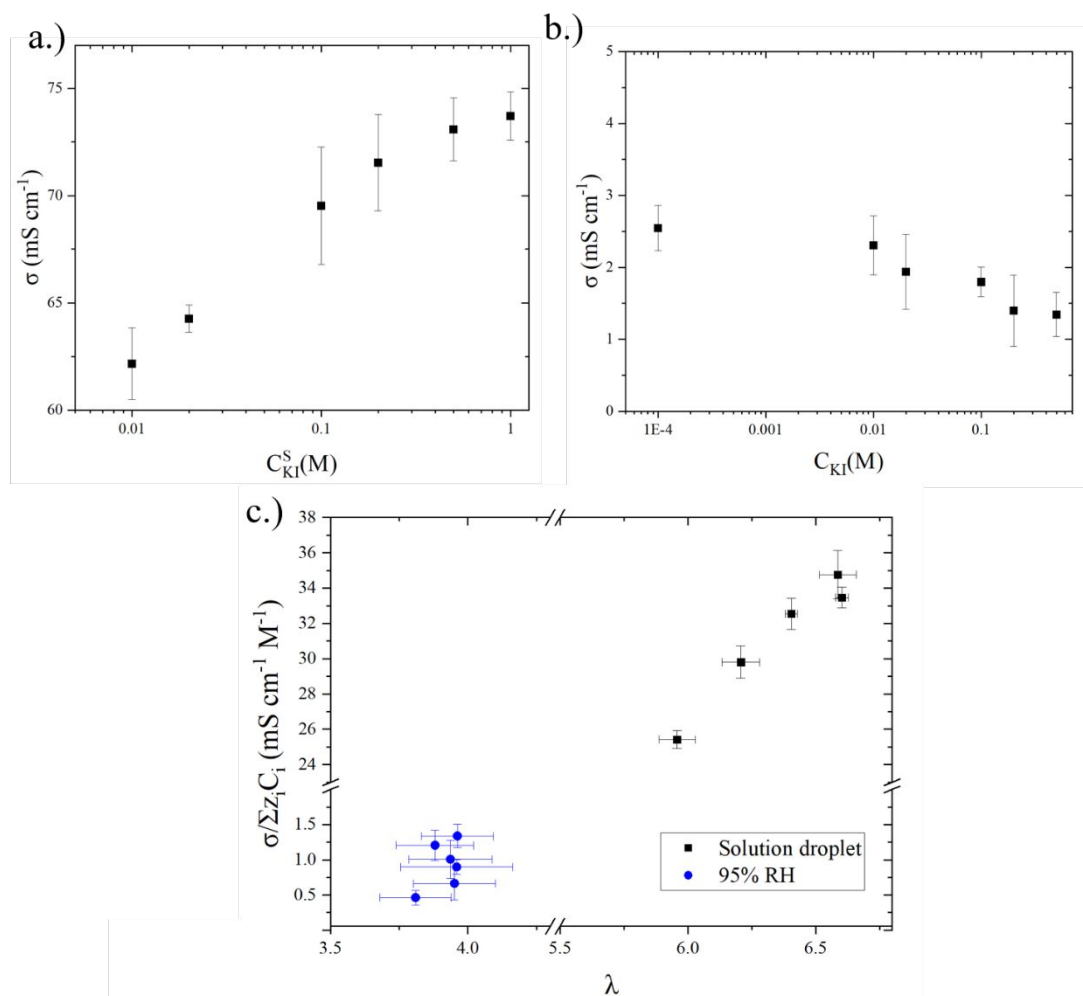 a.)
75
70
65
60
σ (mS cm⁻¹)
0.01
0.1
1
C^S_KI(M)
b.)
5
4
3
2
1
0
σ (mS cm⁻¹)
1E-4
0.001
0.01
0.1
C_KI(M)
c.)
38
36
34
32
30
28
26
24
1.5
1.0
0.5
σ/Σz_iC_i (mS cm⁻¹ M⁻¹)
Solution droplet
95% RH
3.5
4.0
5.5
6.0
6.5
λ